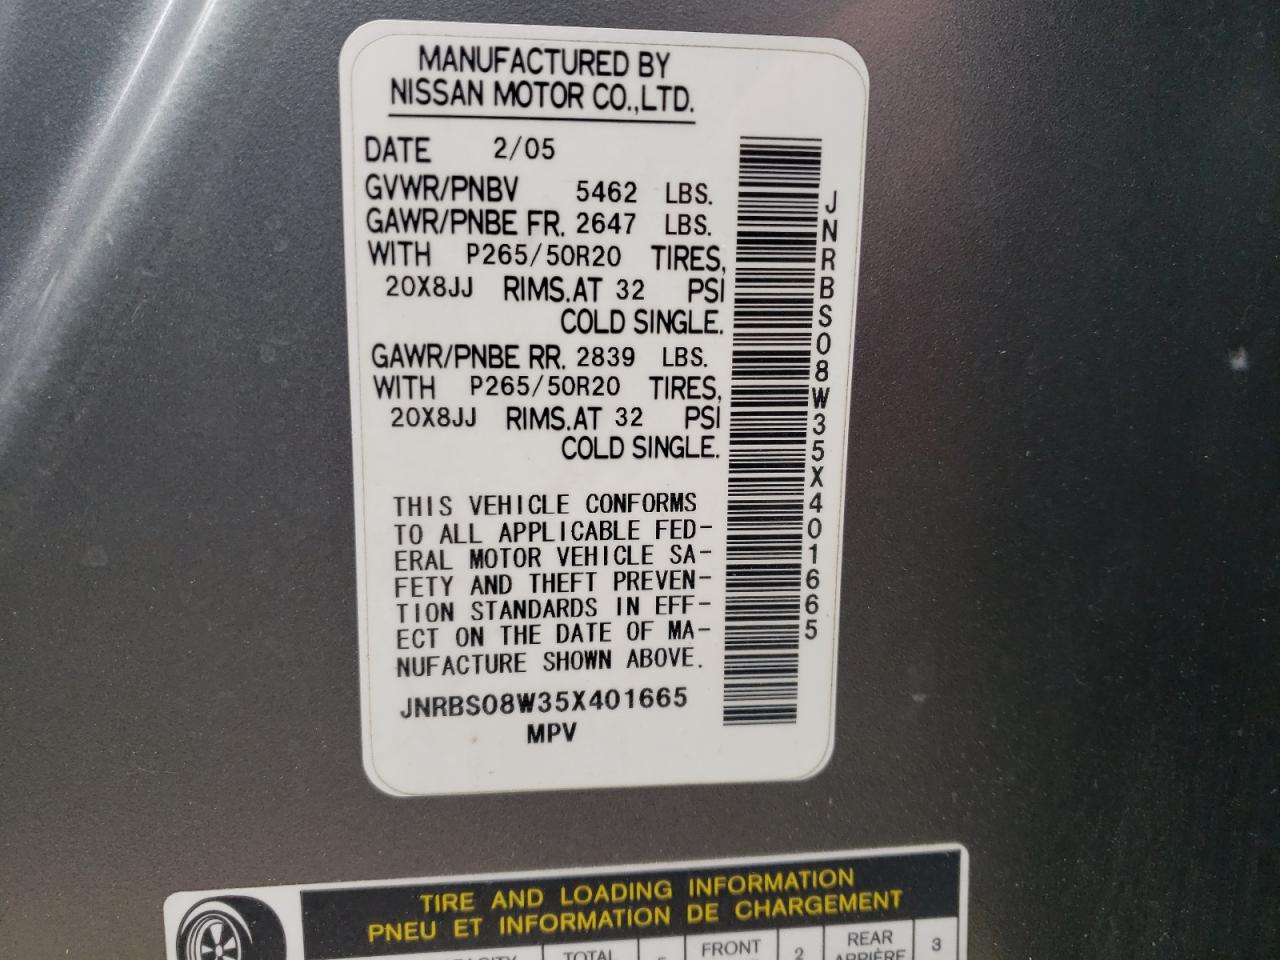 MANUFACTURED BY
NISSAN MOTOR CO.,LTD.
DATE 2/05
GVWR/PNBV 5462 LBS.
GAWR/PNBE FR. 2647 LBS.
WITH P265/50R20 TIRES,
20X8JJ RIMS.AT 32 PSI
COLD SINGLE.
GAWR/PNBE RR. 2839 LBS.
WITH P265/50R20 TIRES,
20X8JJ RIMS.AT 32 PSI
COLD SINGLE.
THIS VEHICLE CONFORMS
TO ALL APPLICABLE FED-
ERAL MOTOR VEHICLE SA-
FETY AND THEFT PREVEN-
TION STANDARDS IN EFF-
ECT ON THE DATE OF MA-
NUFACTURE SHOWN ABOVE.
JNRBS08W35X401665
MPV
JNRBS08W35X401665
TIRE AND LOADING INFORMATION
PNEU ET INFORMATION DE CHARGEMENT
TOTAL FRONT 2 REAR 3
ARRIÈRE